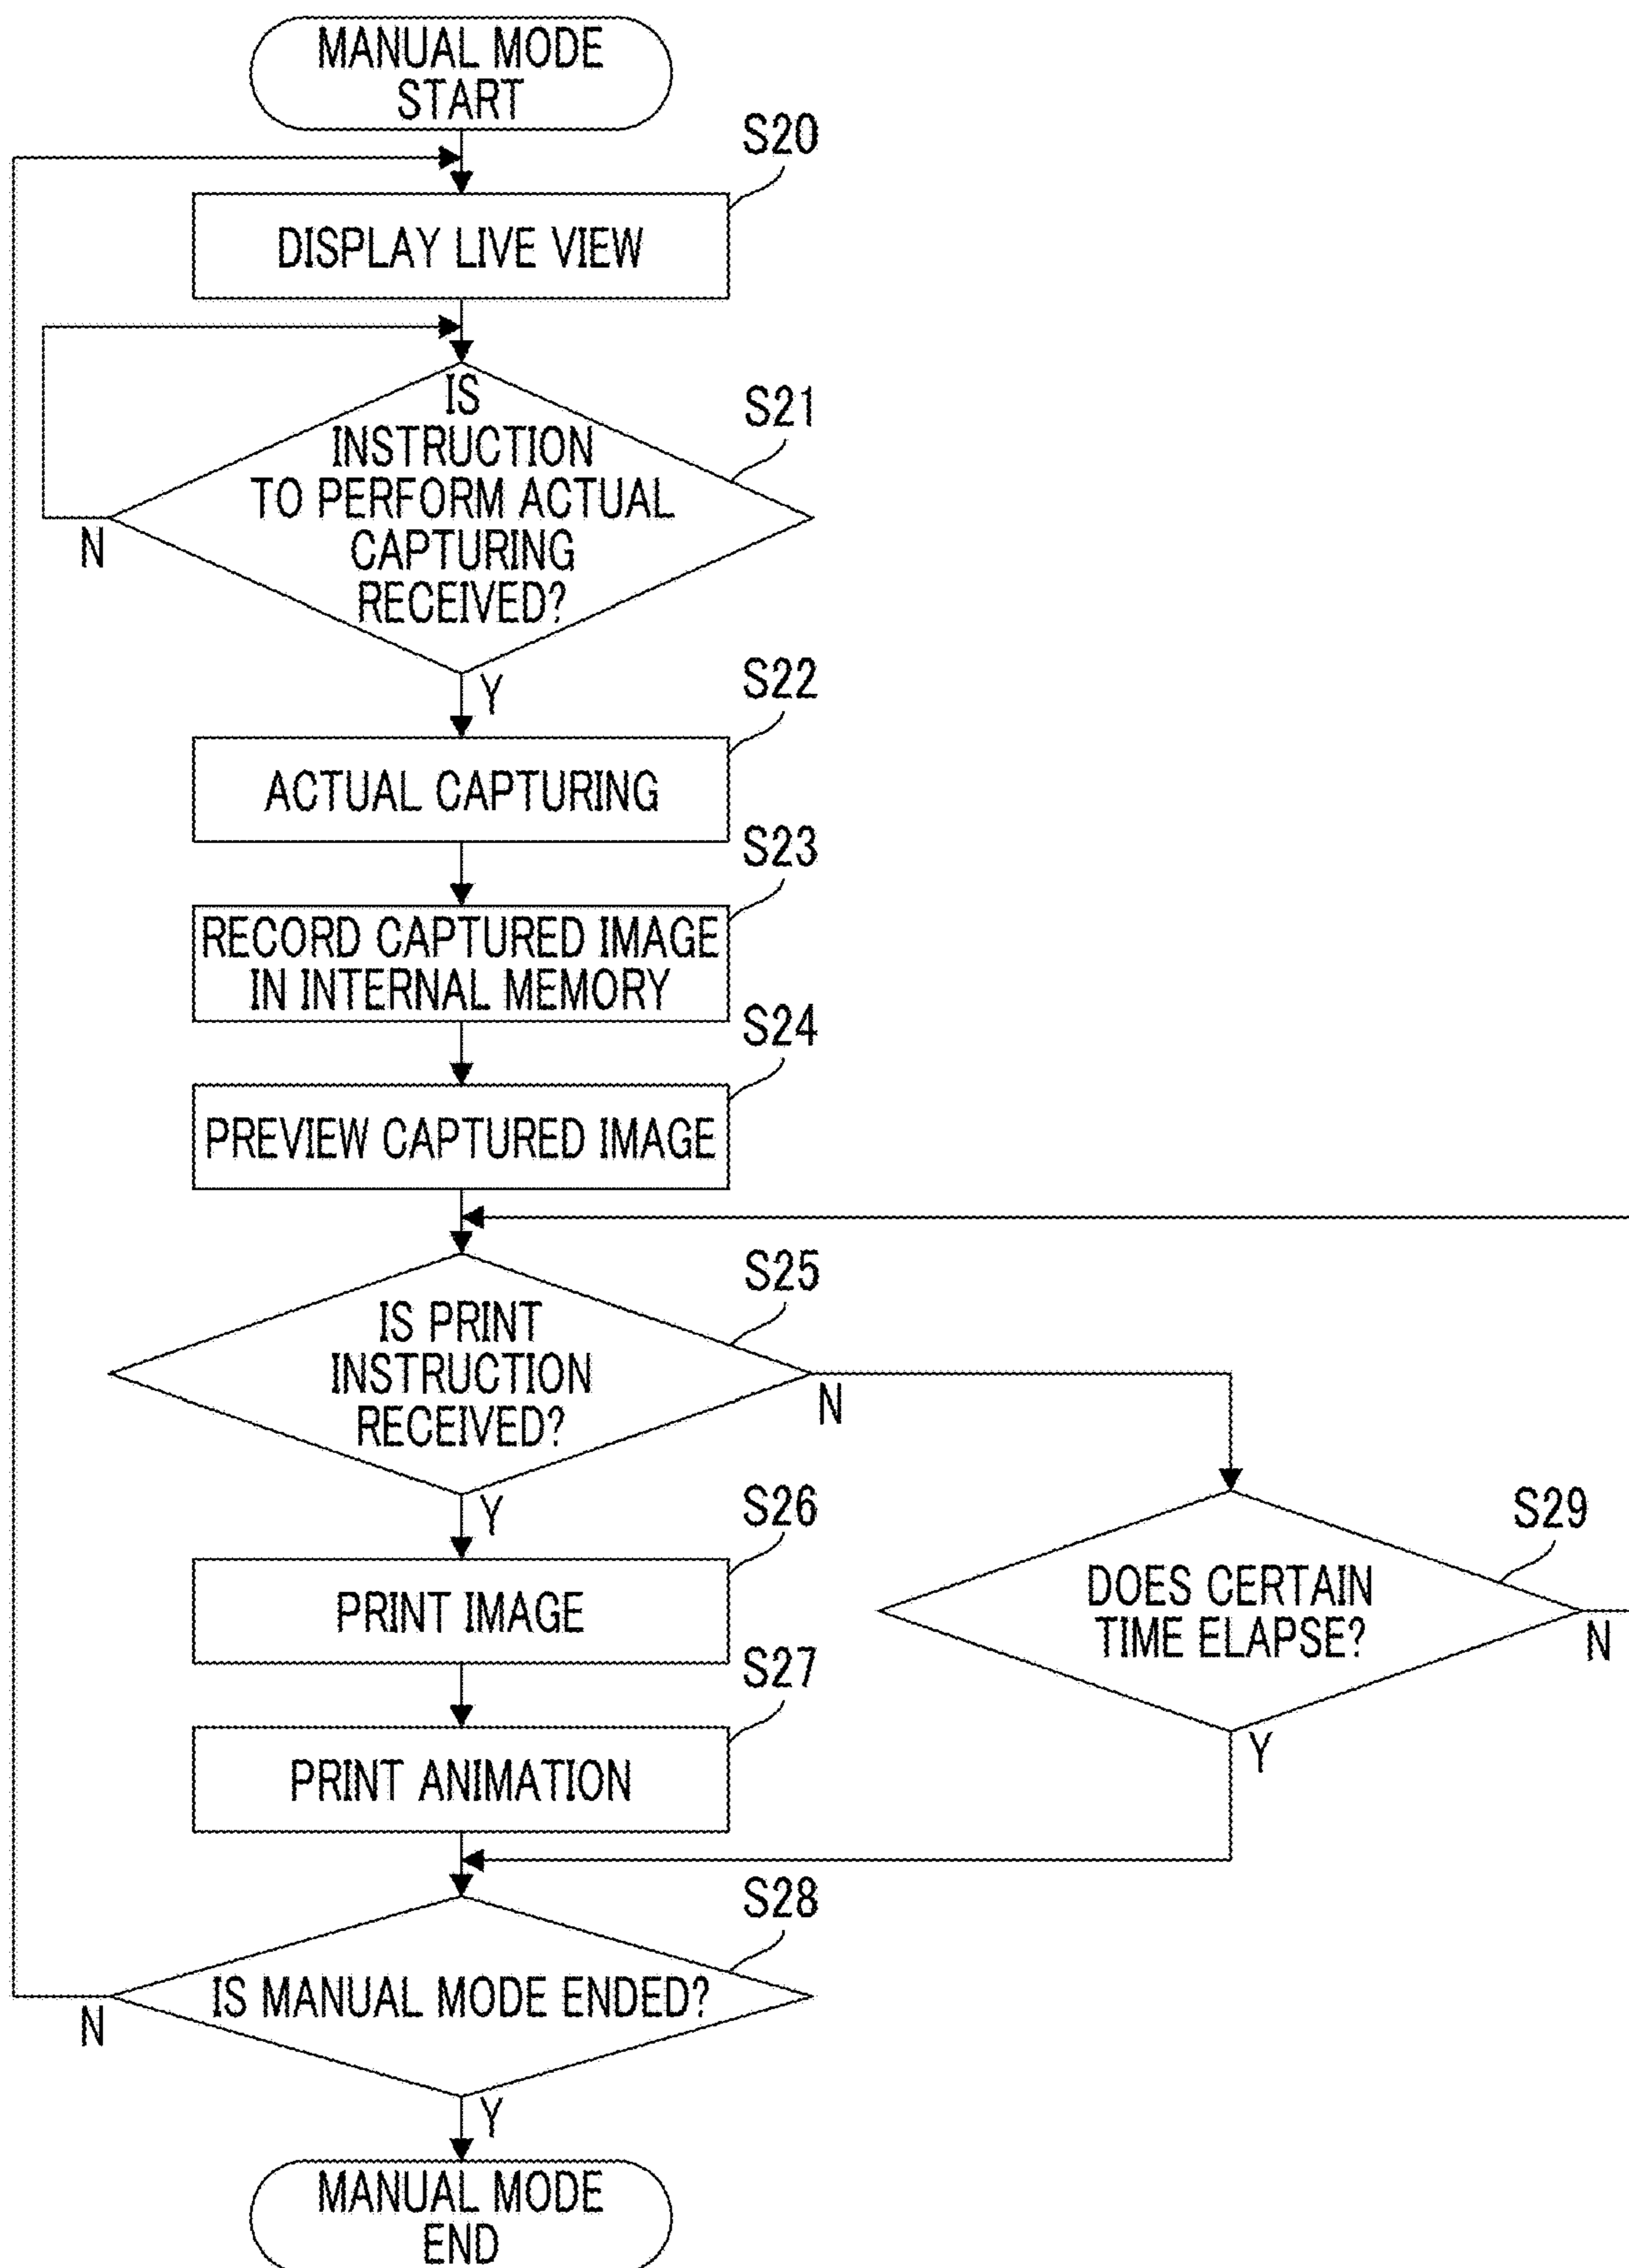 MANUAL MODE
START
S20
DISPLAY LIVE VIEW
S21
IS
INSTRUCTION
TO PERFORM ACTUAL
CAPTURING
RECEIVED?
N
Y
S22
ACTUAL CAPTURING
S23
RECORD CAPTURED IMAGE
IN INTERNAL MEMORY
S24
PREVIEW CAPTURED IMAGE
S25
IS PRINT
INSTRUCTION
RECEIVED?
N
Y
S26
PRINT IMAGE
S29
DOES CERTAIN
TIME ELAPSE?
N
Y
S27
PRINT ANIMATION
S28
IS MANUAL MODE ENDED?
N
Y
MANUAL MODE
END